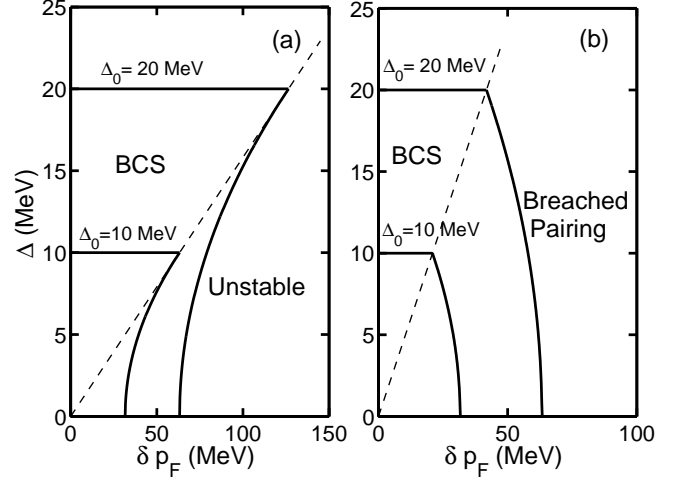 25
20
15
10
5
0
Δ (MeV)
(a)
Δ₀= 20 MeV
BCS
Δ₀=10 MeV
Unstable
0
50
100
150
δ p_F (MeV)
25
20
15
10
5
0
(b)
Δ₀= 20 MeV
BCS
Breached
Pairing
Δ₀=10 MeV
0
50
100
δ p_F (MeV)